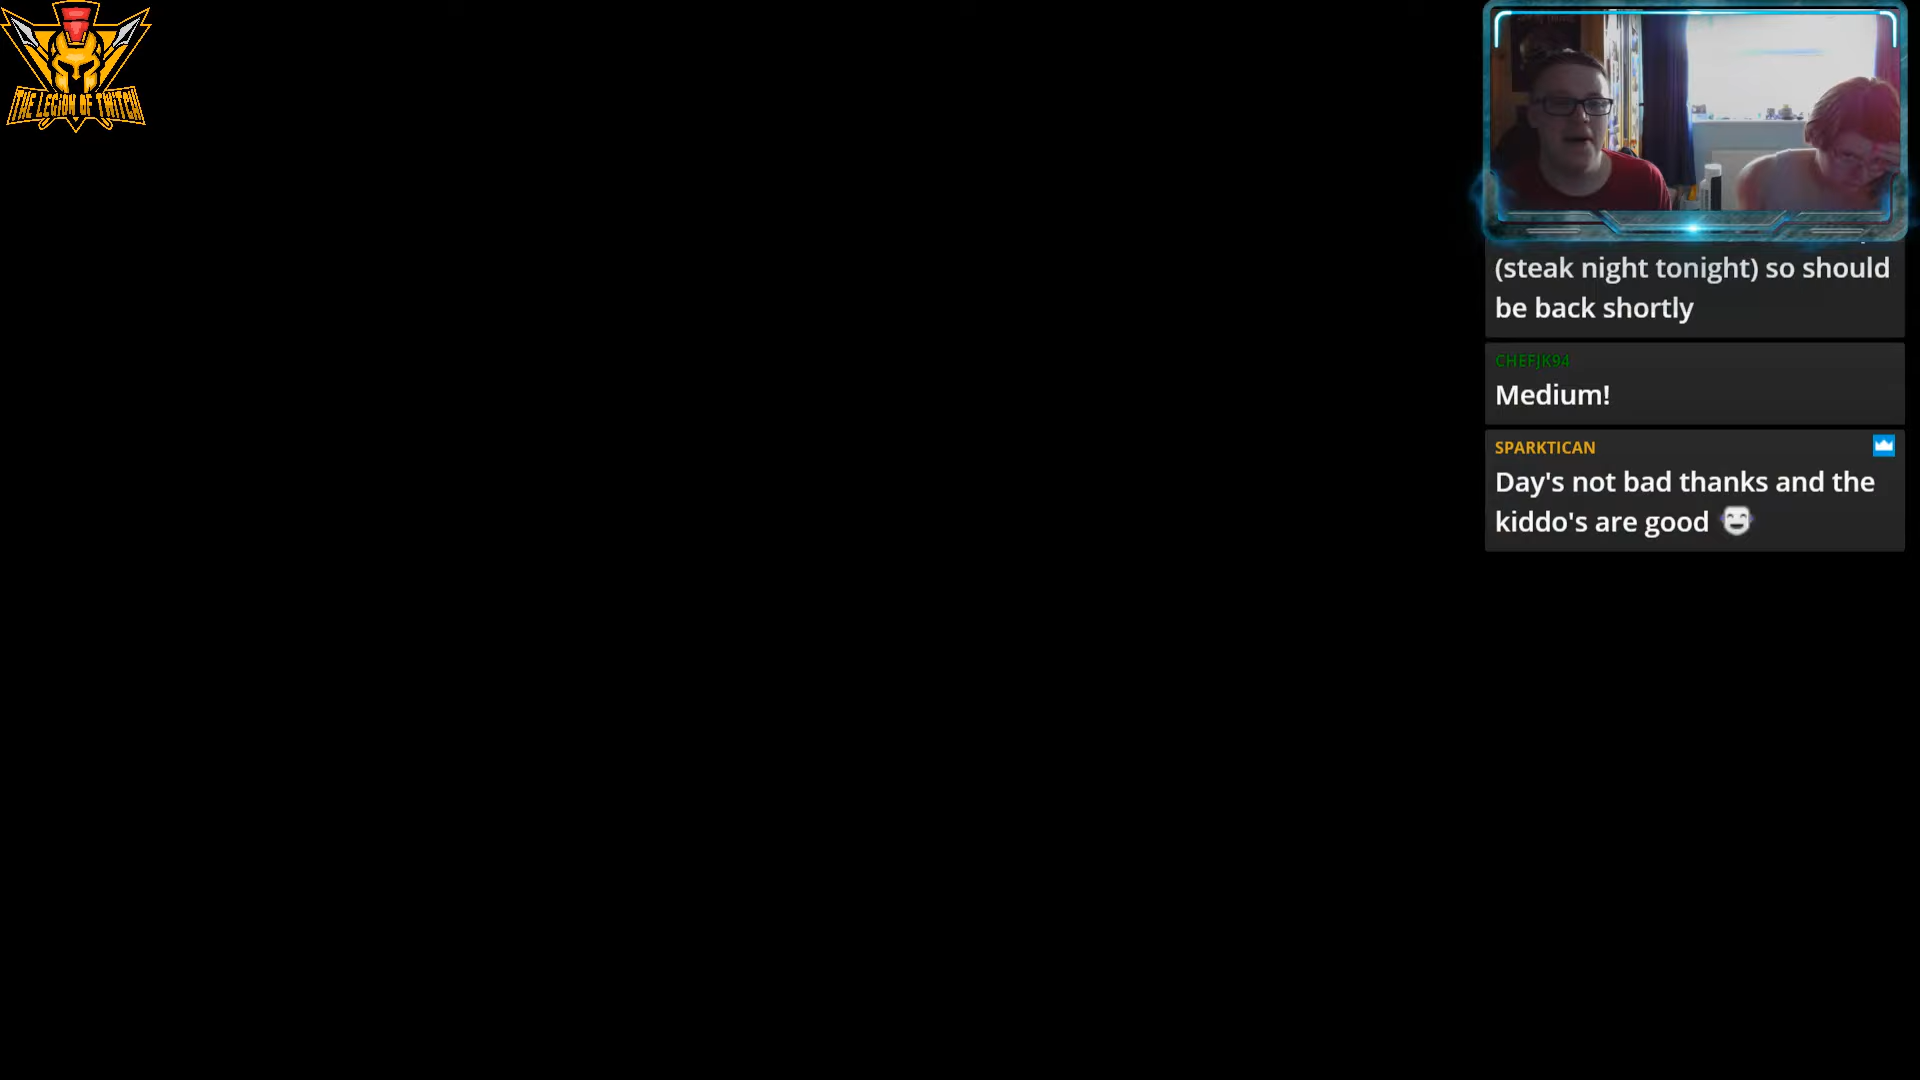 THE LEGION OF TWITCH
(steak night tonight) so should
be back shortly
CHEFJK94
Medium!
SPARKTICAN
Day's not bad thanks and the
kiddo's are good